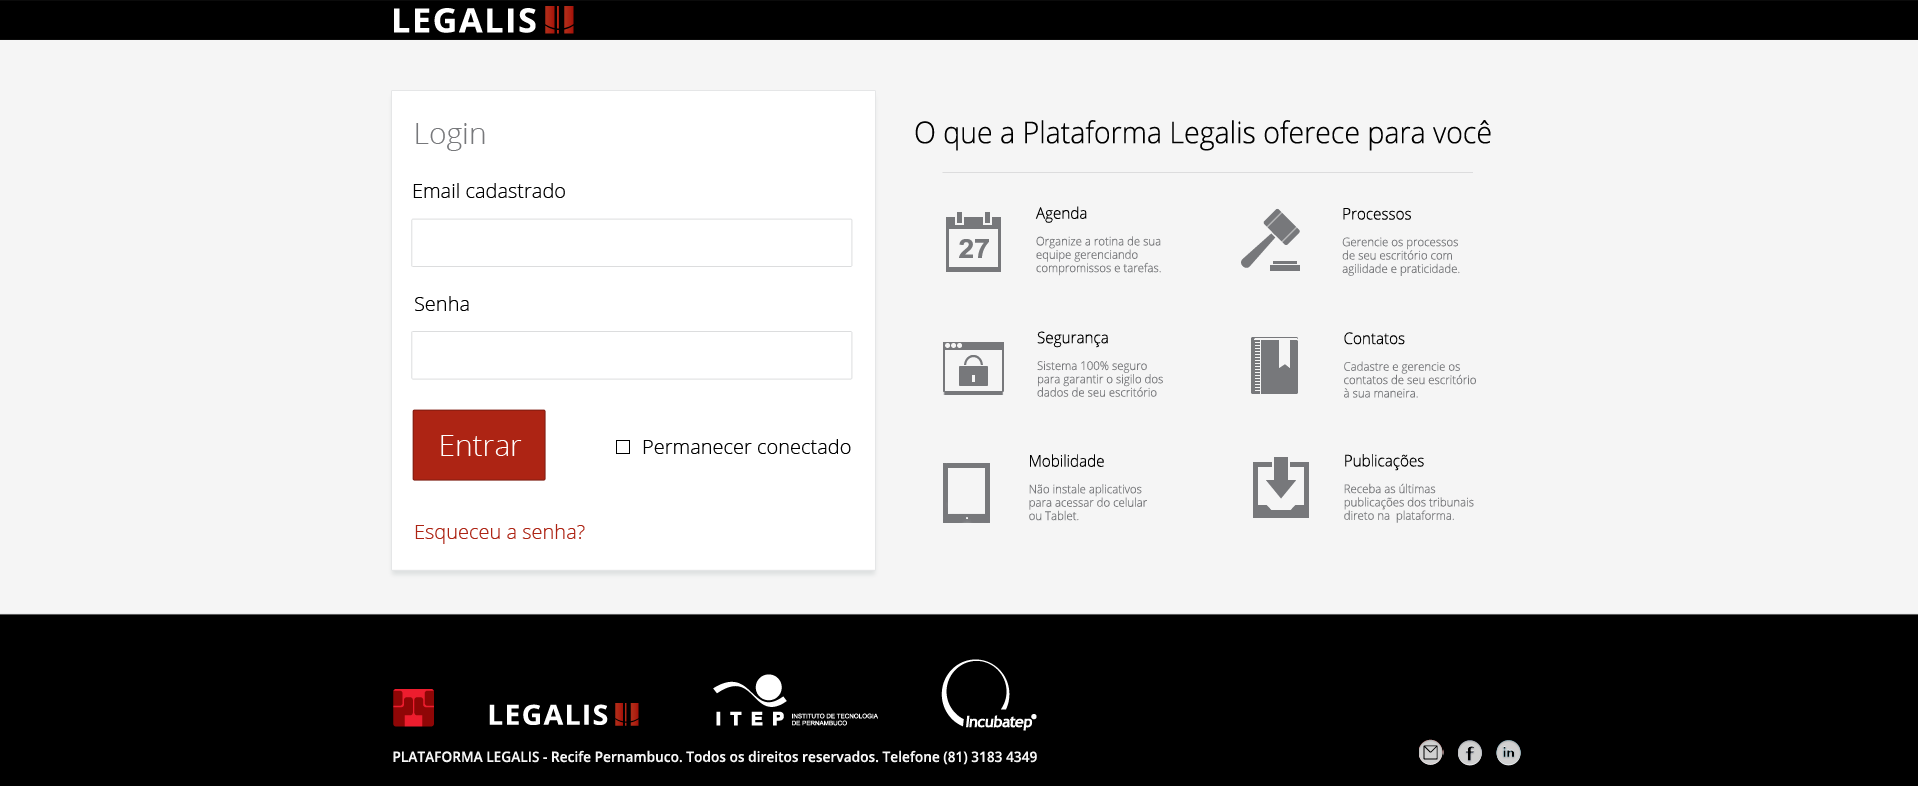 LEGALIS
Login
Email cadastrado
Senha
Entrar
Permanecer conectado
Esqueceu a senha?
O que a Plataforma Legalis oferece para você
27
Agenda
Organize a rotina de sua
equipe gerenciando
compromissos e tarefas.
Processos
Gerencie os processos
de seu escritório com
agilidade e praticidade.
Segurança
Sistema 100% seguro
para garantir o sigilo dos
dados de seu escritório
Contatos
Cadastre e gerencie os
contatos de seu escritório
à sua maneira.
Mobilidade
Não instale aplicativos
para acessar do celular
ou Tablet.
Publicações
Receba as últimas
publicações dos tribunais
direto na plataforma.
LEGALIS
ITEP
INSTITUTO DE TECNOLOGIA
DE PERNAMBUCO
Incubatep
PLATAFORMA LEGALIS - Recife Pernambuco. Todos os direitos reservados. Telefone (81) 3183 4349
f
in